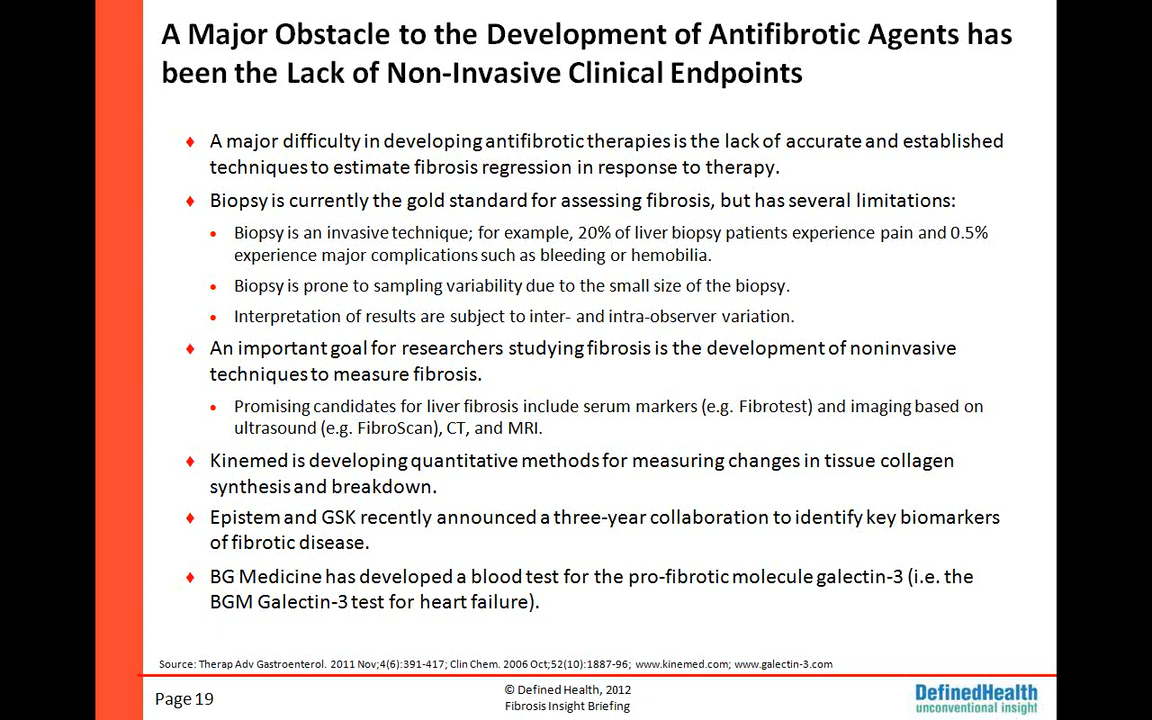 A Major Obstacle to the Development of Antifibrotic Agents has
been the Lack of Non-Invasive Clinical Endpoints
A major difficulty in developing antifibrotic therapies is the lack of accurate and established
techniques to estimate fibrosis regression in response to therapy.
Biopsy is currently the gold standard for assessing fibrosis, but has several limitations:
Biopsy is an invasive technique; for example, 20% of liver biopsy patients experience pain and 0.5%
experience major complications such as bleeding or hemobilia.
Biopsy is prone to sampling variability due to the small size of the biopsy.
Interpretation of results are subject to inter- and intra-observer variation.
An important goal for researchers studying fibrosis is the development of noninvasive
techniques to measure fibrosis.
Promising candidates for liver fibrosis include serum markers (e.g. Fibrotest) and imaging based on
ultrasound (e.g. FibroScan), CT, and MRI.
Kinemed is developing quantitative methods for measuring changes in tissue collagen
synthesis and breakdown.
Epistem and GSK recently announced a three-year collaboration to identify key biomarkers
of fibrotic disease.
BG Medicine has developed a blood test for the pro-fibrotic molecule galectin-3 (i.e. the
BGM Galectin-3 test for heart failure).
Source: Therap Adv Gastroenterol. 2011 Nov;4(6):391-417; Clin Chem. 2006 Oct;52(10):1887-96; www.kinemed.com; www.galectin-3.com
Page 19
© Defined Health, 2012
Fibrosis Insight Briefing
DefinedHealth
unconventional insight